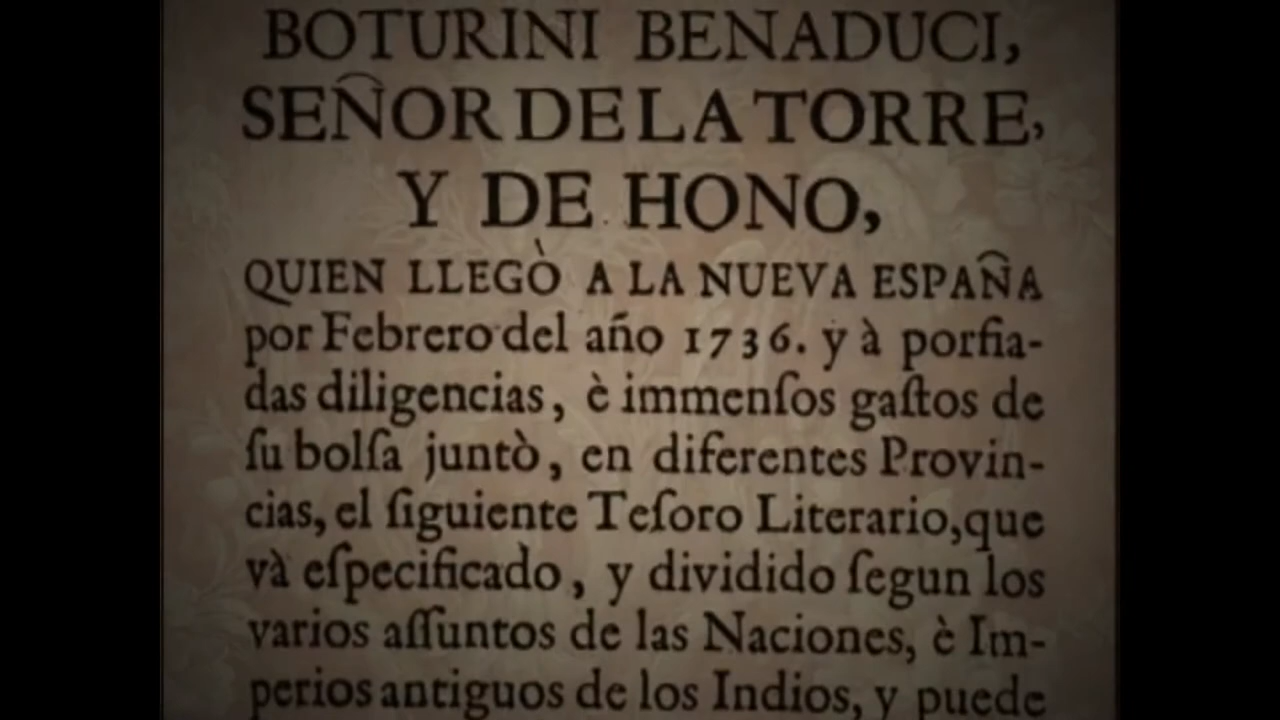 BOTURINI BENADUCI,
SEÑOR DE LA TORRE,
Y DE HONO,
QUIEN LLEGÒ A LA NUEVA ESPAÑA
por Febrero del año 1736. y à porfia-
das diligencias, è immenſos gaſtos de
ſu bolſa juntò, en diferentes Provin-
cias, el ſiguiente Teſoro Literario, que
và eſpecificado, y dividido ſegun los
varios aſſuntos de las Naciones, è Im-
perios antiguos de los Indios, y puede